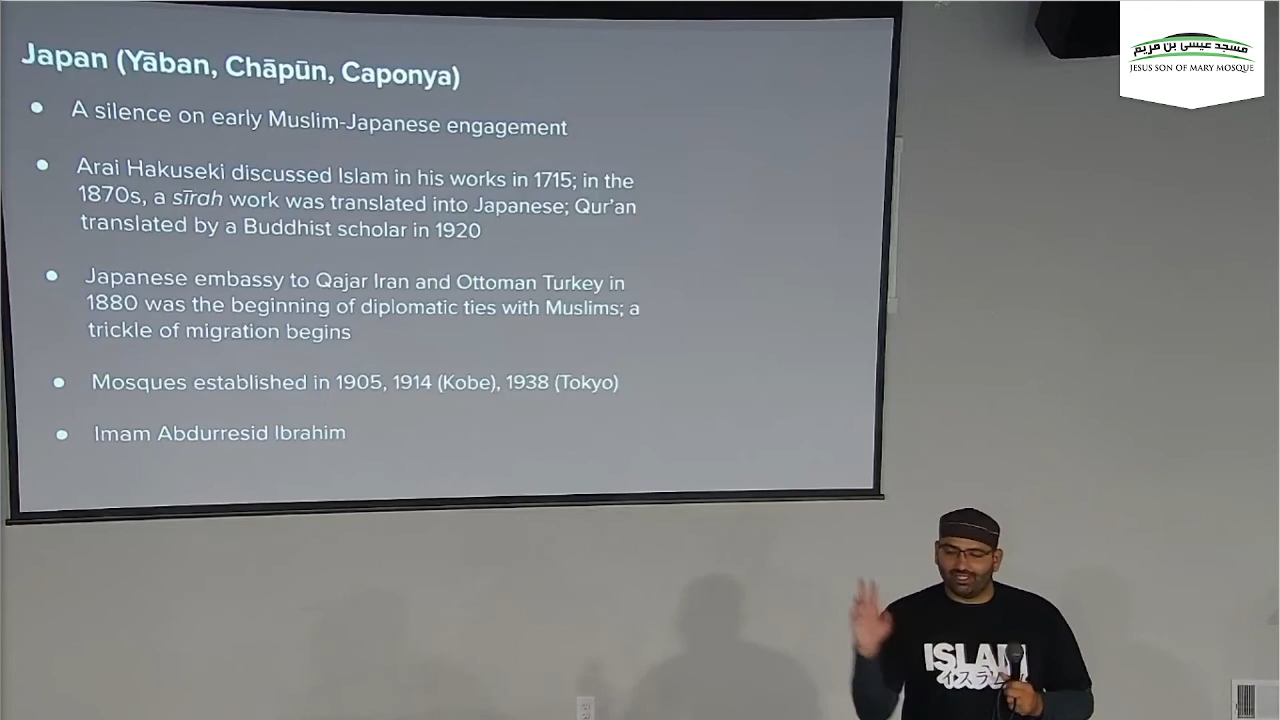 Japan (Yāban, Chāpūn, Caponya)
A silence on early Muslim-Japanese engagement
Arai Hakuseki discussed Islam in his works in 1715; in the
1870s, a sīrah work was translated into Japanese; Qur'an
translated by a Buddhist scholar in 1920
Japanese embassy to Qajar Iran and Ottoman Turkey in
1880 was the beginning of diplomatic ties with Muslims; a
trickle of migration begins
Mosques established in 1905, 1914 (Kobe), 1938 (Tokyo)
Imam Abdurresid Ibrahim
مسجد عيسى بن مريم
JESUS SON OF MARY MOSQUE
ISLAM
イスラム